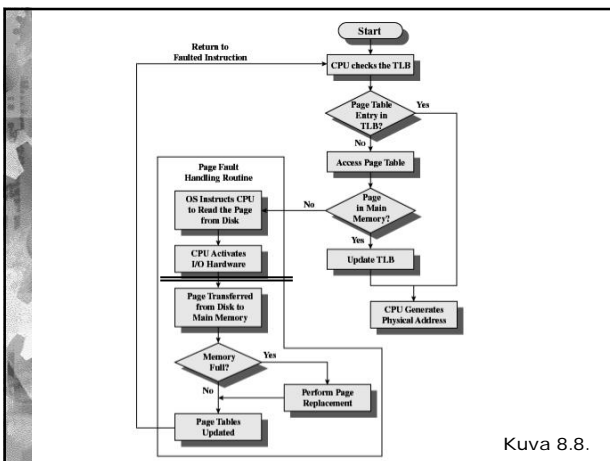 Start
Return to
Faulted Instruction
CPU checks the TLB
Page Table
Entry in
TLB?
Yes
No
Access Page Table
Page Fault
Handling Routine
OS Instructs CPU
to Read the Page
from Disk
No
Page
in Main
Memory?
Yes
CPU Activates
I/O Hardware
Update TLB
Page Transferred
from Disk to
Main Memory
CPU Generates
Physical Address
Memory
Full?
Yes
No
Perform Page
Replacement
Page Tables
Updated
Kuva 8.8.